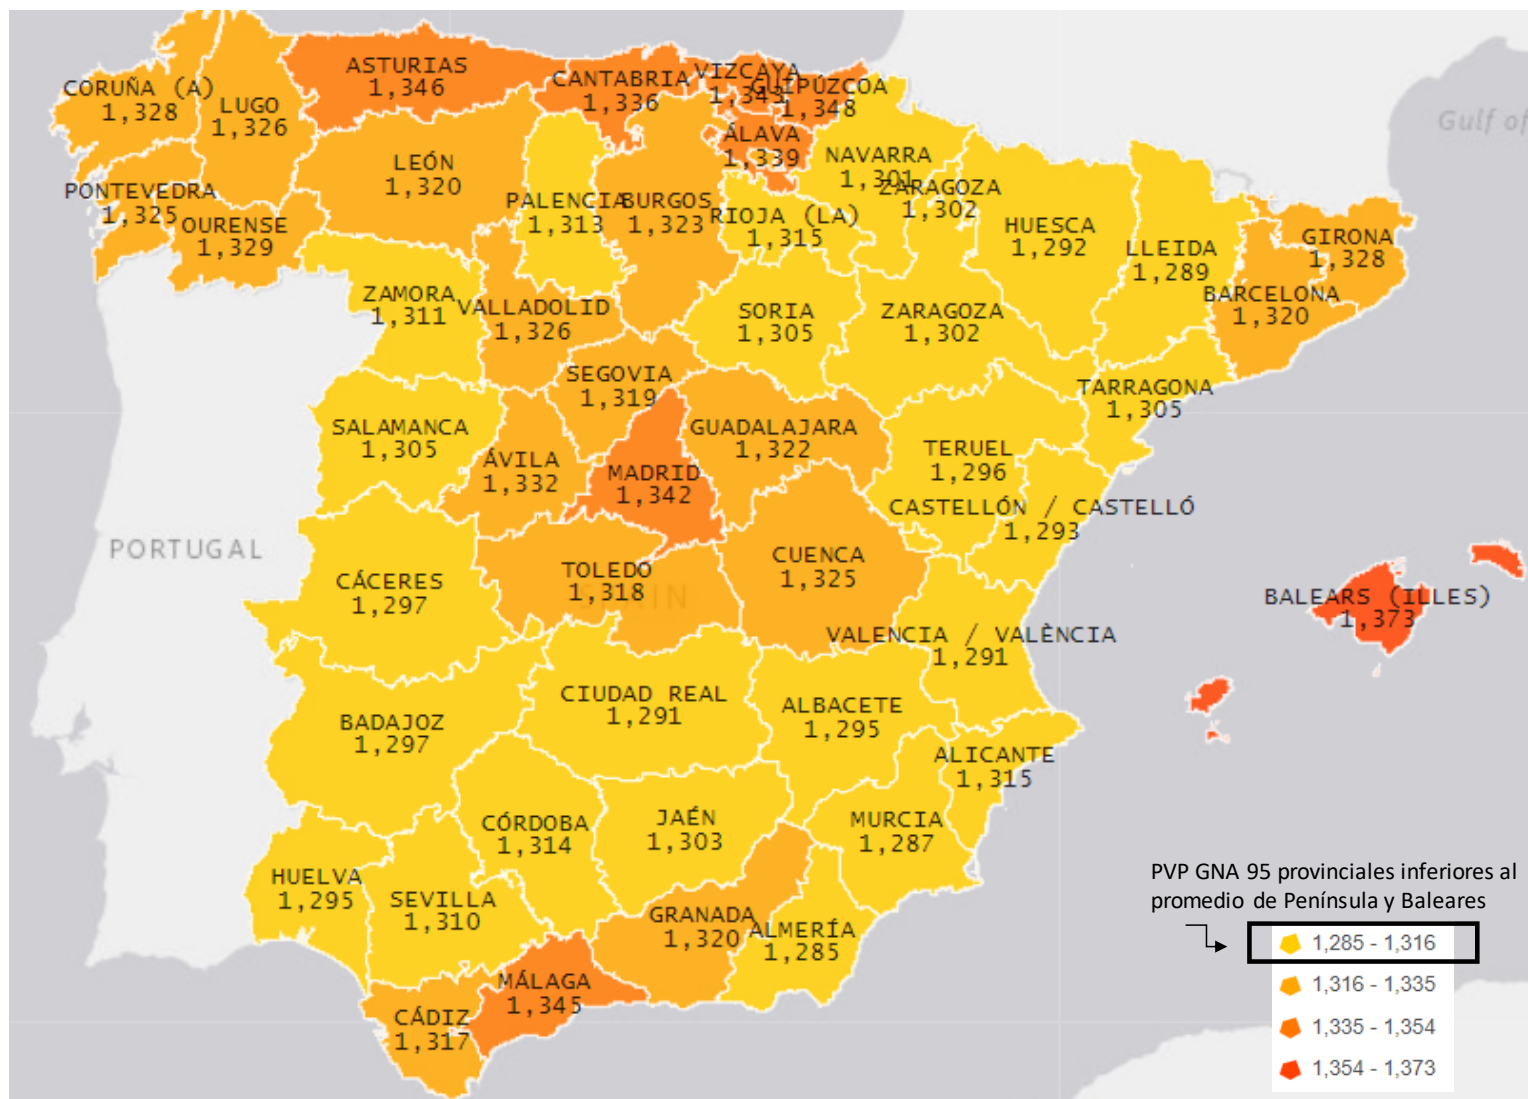 ASTURIAS
1,346
CANTABRIA
1,336
VIZCAYA
1,343
GUIPÚZCOA
1,348
CORUÑA (A)
1,328
LUGO
1,326
ÁLAVA
1,339
LEÓN
1,320
NAVARRA
1,301
ZARAGOZA
1,302
PONTEVEDRA
1,325
OURENSE
1,329
PALENCIA
1,313
BURGOS
1,323
RIOJA (LA)
1,315
HUESCA
1,292
LLEIDA
1,289
GIRONA
1,328
BARCELONA
1,320
ZAMORA
1,311
VALLADOLID
1,326
SORIA
1,305
ZARAGOZA
1,302
SEGOVIA
1,319
TARRAGONA
1,305
SALAMANCA
1,305
ÁVILA
1,332
MADRID
1,342
GUADALAJARA
1,322
TERUEL
1,296
CASTELLÓN / CASTELLÓ
1,293
PORTUGAL
CÁCERES
1,297
TOLEDO
1,318
SPAIN
CUENCA
1,325
BALEARS (ILLES)
1,373
VALENCIA / VALÈNCIA
1,291
BADAJOZ
1,297
CIUDAD REAL
1,291
ALBACETE
1,295
ALICANTE
1,315
CÓRDOBA
1,314
JAÉN
1,303
MURCIA
1,287
HUELVA
1,295
SEVILLA
1,310
GRANADA
1,320
ALMERÍA
1,285
MÁLAGA
1,345
CÁDIZ
1,317
Gulf of
PVP GNA 95 provinciales inferiores al
promedio de Península y Baleares
1,285 - 1,316
1,316 - 1,335
1,335 - 1,354
1,354 - 1,373